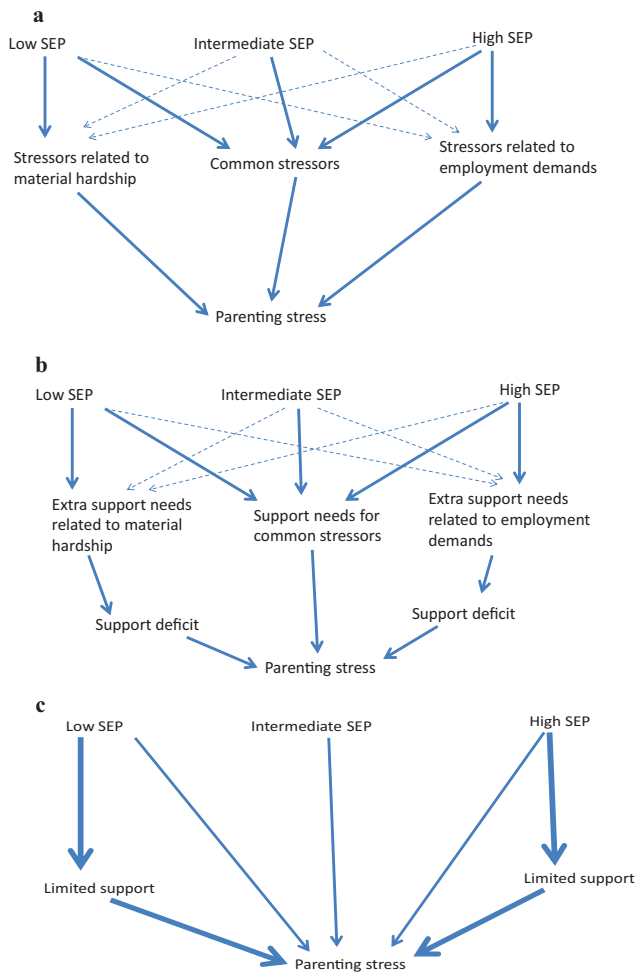 a
Low SEP
Intermediate SEP
High SEP
Stressors related to
material hardship
Common stressors
Stressors related to
employment demands
Parenting stress
b
Low SEP
Intermediate SEP
High SEP
Extra support needs
related to material
hardship
Support needs for
common stressors
Extra support needs
related to employment
demands
Support deficit
Support deficit
Parenting stress
c
Low SEP
Intermediate SEP
High SEP
Limited support
Limited support
Parenting stress